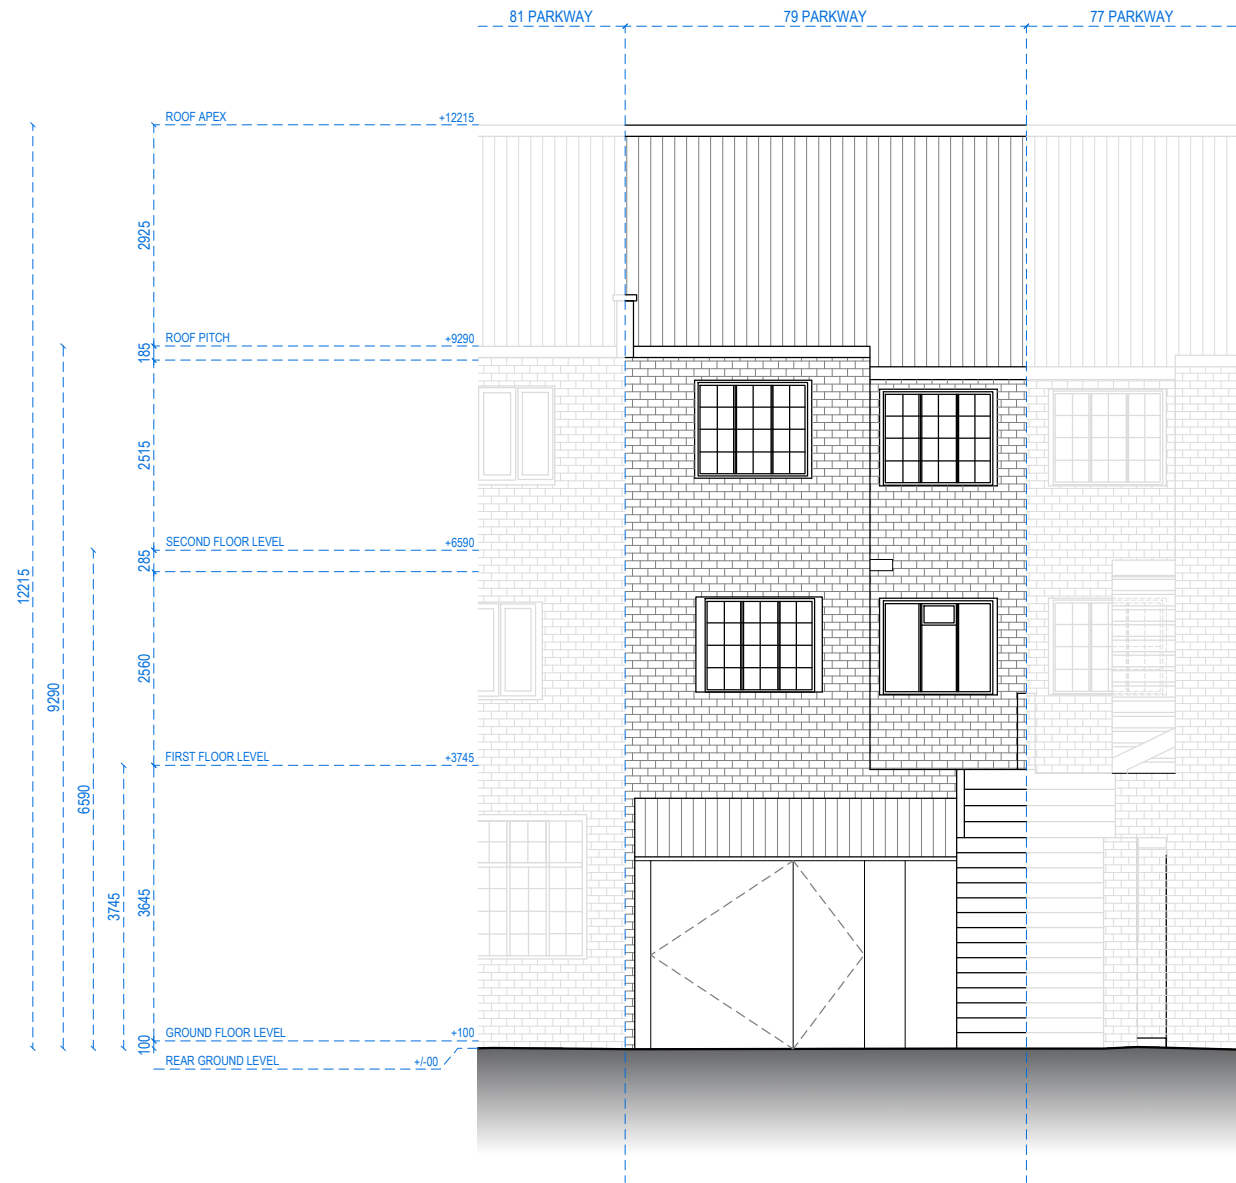 81 PARKWAY 79 PARKWAY 77 PARKWAY
ROOF APEX +12215
2925
ROOF PITCH +9290
185
2515
SECOND FLOOR LEVEL +6590
285
12215
2560
9290
FIRST FLOOR LEVEL +3745
6590
3745
3645
GROUND FLOOR LEVEL +100
100
REAR GROUND LEVEL +/-00